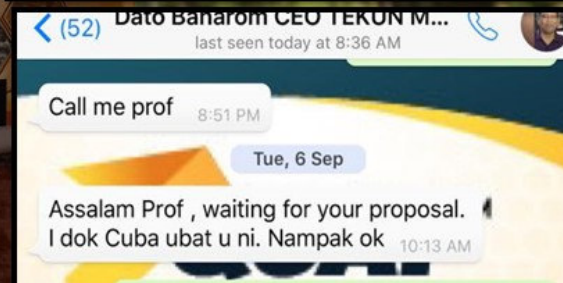 (52) Dato Baharom CEO TEKUN M...
last seen today at 8:36 AM
Call me prof 8:51 PM
Tue, 6 Sep
Assalam Prof , waiting for your proposal.
I dok Cuba ubat u ni. Nampak ok 10:13 AM